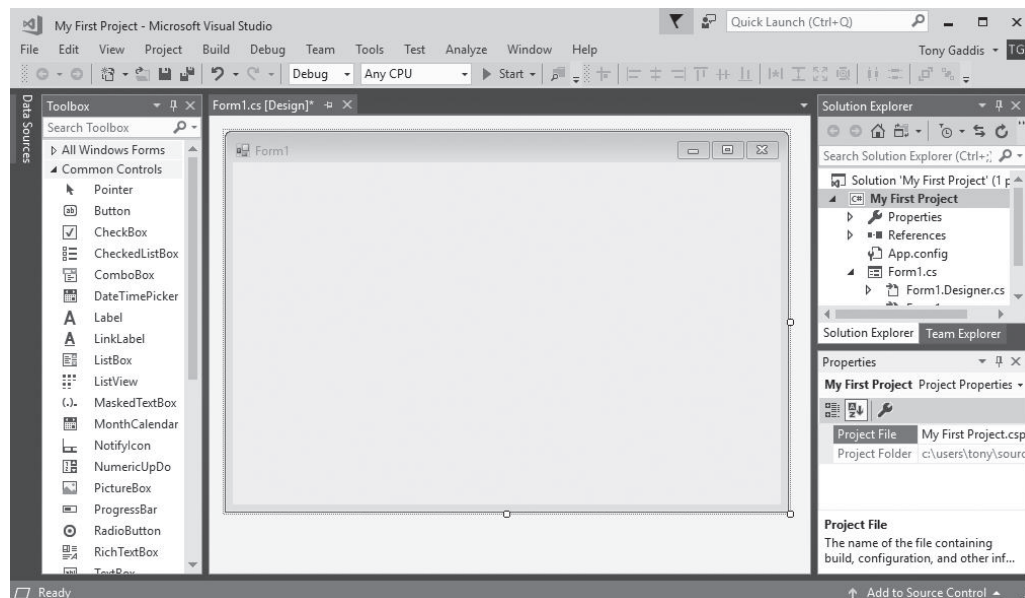 My First Project - Microsoft Visual Studio
Quick Launch (Ctrl+Q)
File Edit View Project Build Debug Team Tools Test Analyze Window Help
Tony Gaddis TG
Debug Any CPU Start
Data Sources
Toolbox
Search Toolbox
All Windows Forms
Common Controls
Pointer
Button
CheckBox
CheckedListBox
ComboBox
DateTimePicker
Label
LinkLabel
ListBox
ListView
MaskedTextBox
MonthCalendar
NotifyIcon
NumericUpDo
PictureBox
ProgressBar
RadioButton
RichTextBox
Form1.cs [Design]*
Form1
Solution Explorer
Search Solution Explorer (Ctrl+;)
Solution 'My First Project' (1 p
C# My First Project
Properties
References
App.config
Form1.cs
Form1.Designer.cs
Solution Explorer Team Explorer
Properties
My First Project Project Properties
Project File My First Project.csp
Project Folder c:\users\tony\sourc
Project File
The name of the file containing
build, configuration, and other inf...
Ready
Add to Source Control